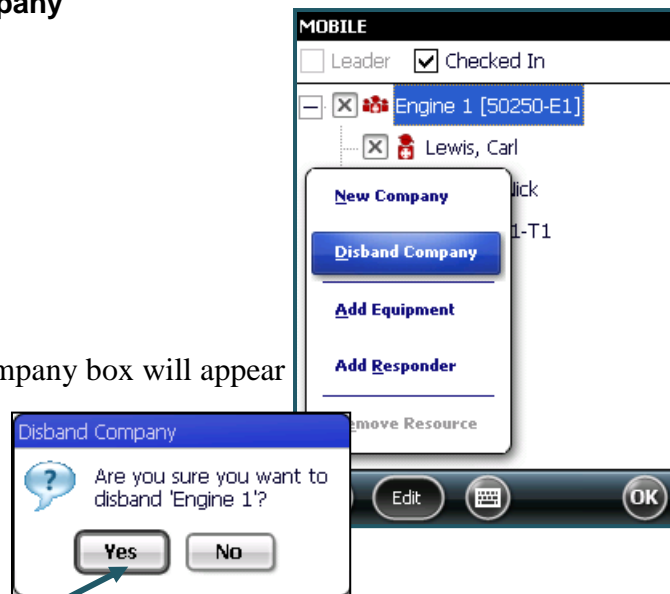 pany
MOBILE
Leader Checked In
Engine 1 [50250-E1]
Lewis, Carl
New Company
lick
1-T1
Disband Company
Add Equipment
Add Responder
mpany box will appear
emove Resource
Disband Company
Are you sure you want to
disband 'Engine 1'?
Yes No
Edit OK